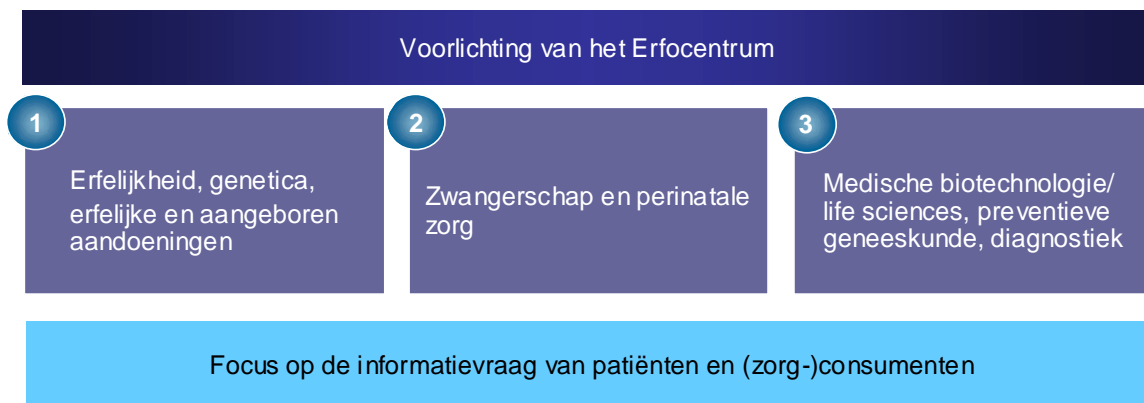 Voorlichting van het Erfocentrum
1
Erfelijkheid, genetica,
erfelijke en aangeboren
aandoeningen
2
Zwangerschap en perinatale
zorg
3
Medische biotechnologie/
life sciences, preventieve
geneeskunde, diagnostiek
Focus op de informatievraag van patiënten en (zorg-)consumenten